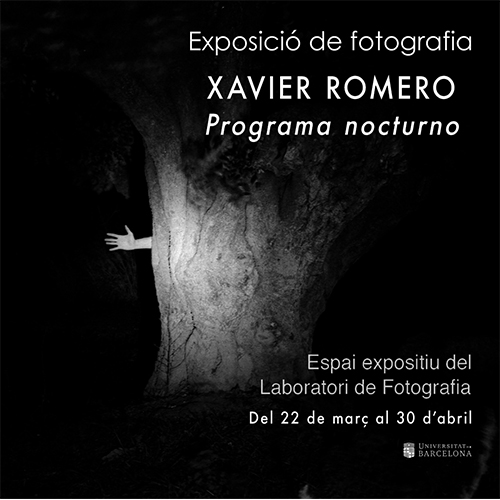 Exposició de fotografia
XAVIER ROMERO
Programa nocturno
Espai expositiu del
Laboratori de Fotografia
Del 22 de març al 30 d'abril
UNIVERSITAT DE
BARCELONA